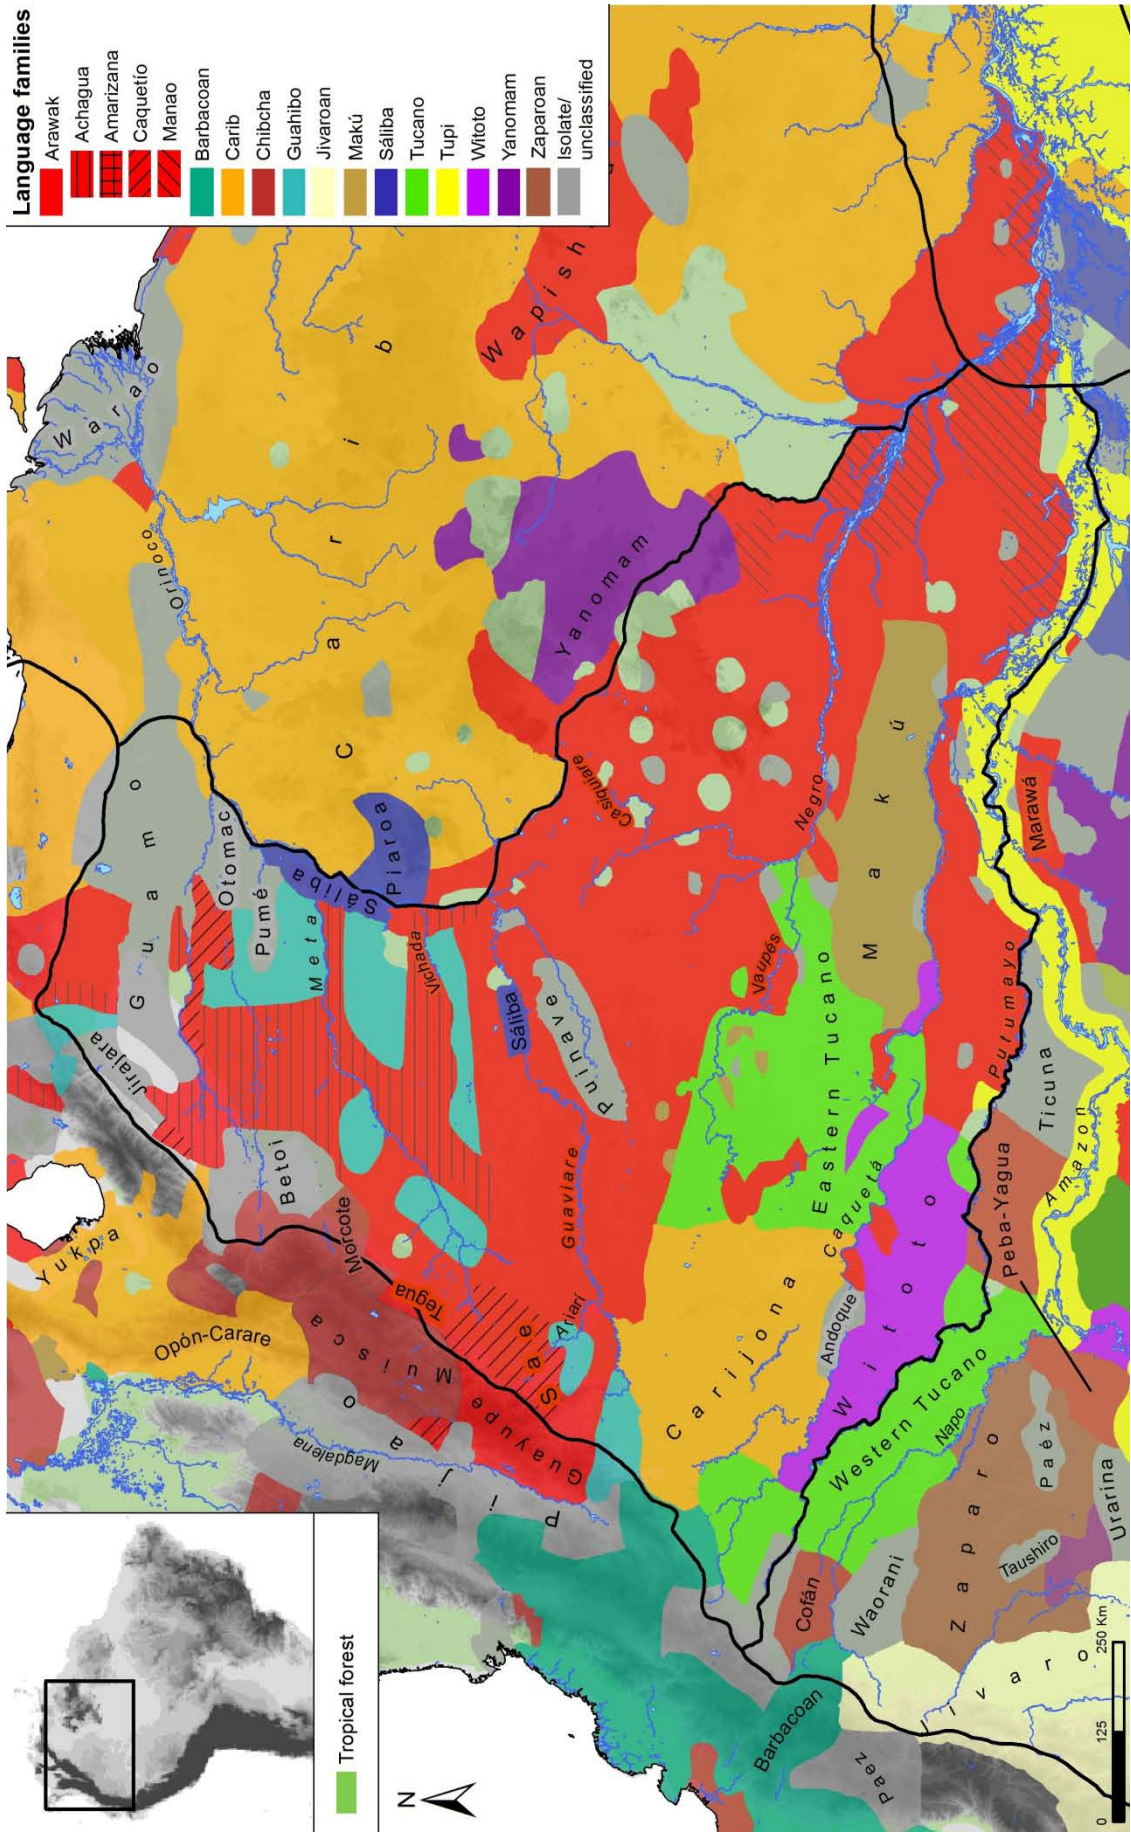 Language families
Arawak
Achagua
Amarizana
Caquetío
Manao
Barbacoan
Carib
Chibcha
Guahibo
Jivaroan
Makú
Sáliba
Tucano
Tupi
Witoto
Yanomam
Zaparoan
Isolate/
unclassified
Tropical forest
N
0 125 250 Km
Yukpa
Opón-Carare
Magdalena
Muisca
Pijao
Guayupe
Sae
Tegua
Morcote
Betoi
Jirajara
Guamo
Otomac
Pumé
Meta
Sáliba
Piaroa
Vichada
Orinoco
Warao
Carib
Wapish
Yanomam
Casiquiare
Sáliba
Puinave
Guaviare
Ariari
Carijona
Vaupés
Negro
Eastern Tucano
Makú
Caquetá
Andoque
Witoto
Putumayo
Western Tucano
Napo
Peba-Yagua
Ticuna
Amazon
Marawá
Cofán
Waorani
Záparo
Paéz
Taushiro
Urarina
Jívaro
Barbacoan
Paez